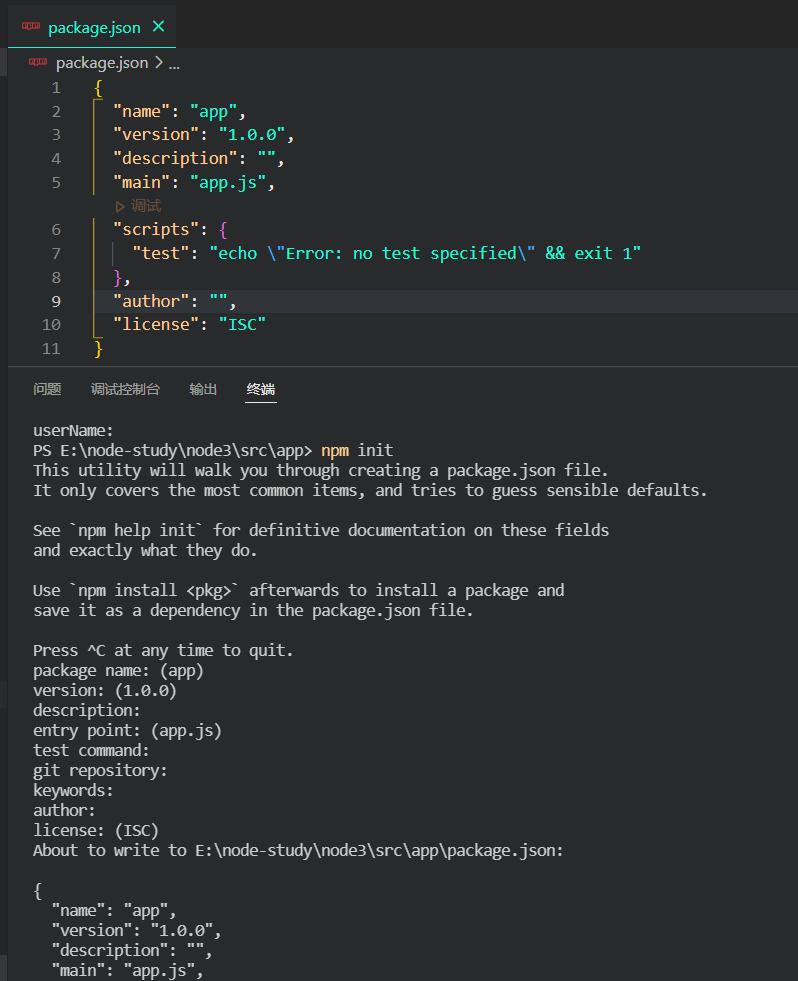 package.json
package.json > ...
1 {
2 "name": "app",
3 "version": "1.0.0",
4 "description": "",
5 "main": "app.js",
调试
6 "scripts": {
7 "test": "echo \"Error: no test specified\" && exit 1"
8 },
9 "author": "",
10 "license": "ISC"
11 }
问题 调试控制台 输出 终端
userName:
PS E:\node-study\node3\src\app> npm init
This utility will walk you through creating a package.json file.
It only covers the most common items, and tries to guess sensible defaults.
See `npm help init` for definitive documentation on these fields
and exactly what they do.
Use `npm install <pkg>` afterwards to install a package and
save it as a dependency in the package.json file.
Press ^C at any time to quit.
package name: (app)
version: (1.0.0)
description:
entry point: (app.js)
test command:
git repository:
keywords:
author:
license: (ISC)
About to write to E:\node-study\node3\src\app\package.json:
{
"name": "app",
"version": "1.0.0",
"description": "",
"main": "app.js",